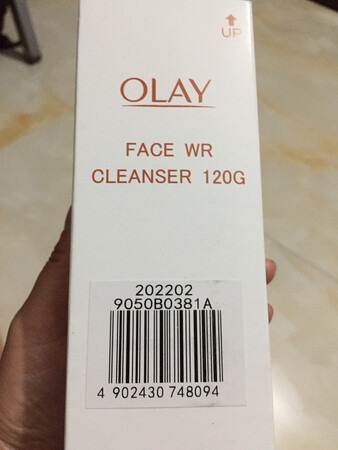 UP
OLAY
FACE WR
CLEANSER 120G
202202
9050B0381A
4 902430 748094